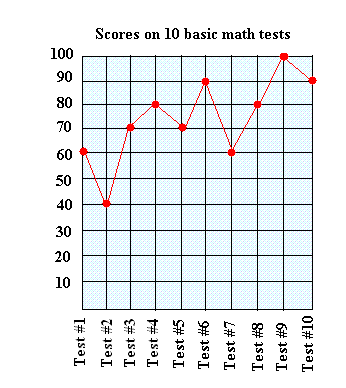 Scores on 10 basic math tests
100
90
80
70
60
50
40
30
20
10
Test #1
Test #2
Test #3
Test #4
Test #5
Test #6
Test #7
Test #8
Test #9
Test #10